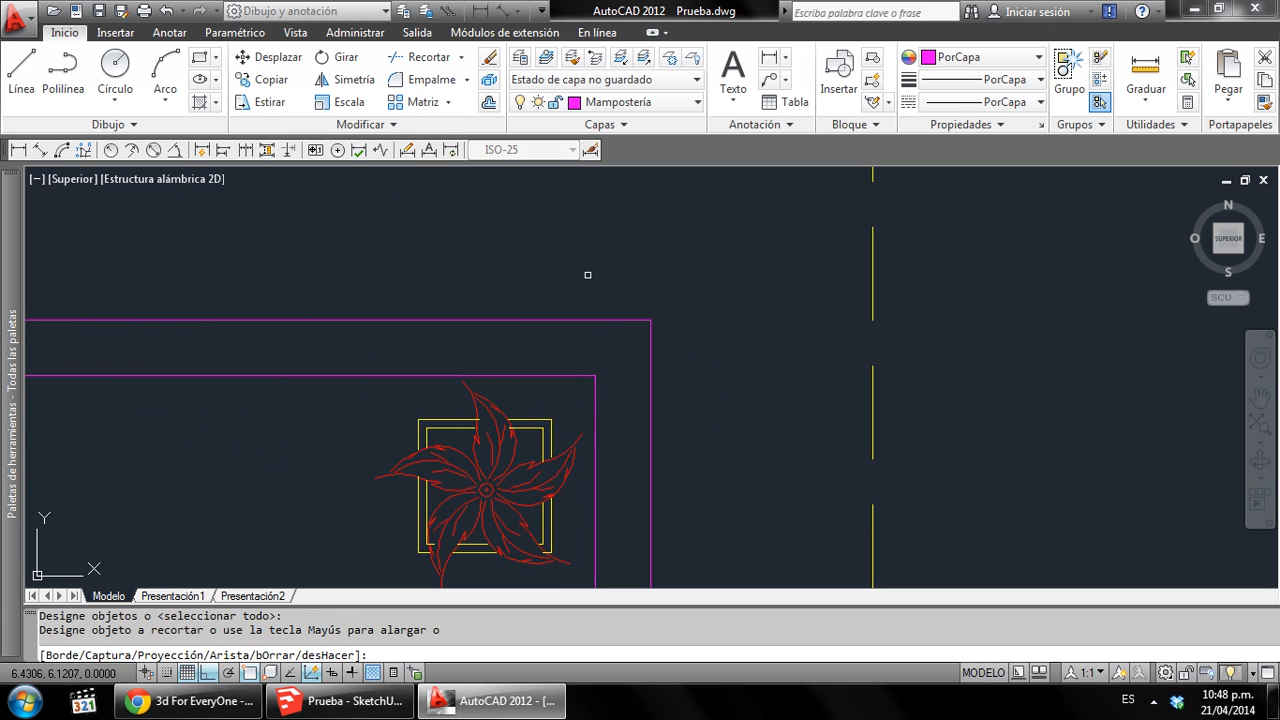 Dibujo y anotación
AutoCAD 2012 Prueba.dwg
Escriba palabra clave o frase
Iniciar sesión
Inicio Insertar Anotar Paramétrico Vista Administrar Salida Módulos de extensión En línea
Línea Polilínea Círculo Arco
Desplazar Girar Recortar
Copiar Simetría Empalme
Estirar Escala Matriz
Estado de capa no guardado
Mampostería
Texto Tabla
Insertar
PorCapa
PorCapa
PorCapa
Grupo Graduar Pegar
Dibujo Modificar Capas Anotación Bloque Propiedades Grupos Utilidades Portapapeles
ISO-25
[−] [Superior] [Estructura alámbrica 2D]
N
O SUPERIOR E
S
SCU
Paletas de herramientas - Todas las paletas
Y
X
Modelo Presentación1 Presentación2
Designe objetos o <seleccionar todo>:
Designe objeto a recortar o use la tecla Mayús para alargar o
[Borde/Captura/Proyección/Arista/bOrrar/desHacer]:
6.4306, 6.1207, 0.0000
MODELO
1:1
321
3d For EveryOne -...
Prueba - SketchU...
AutoCAD 2012 - [...
ES
10:48 p.m.
21/04/2014